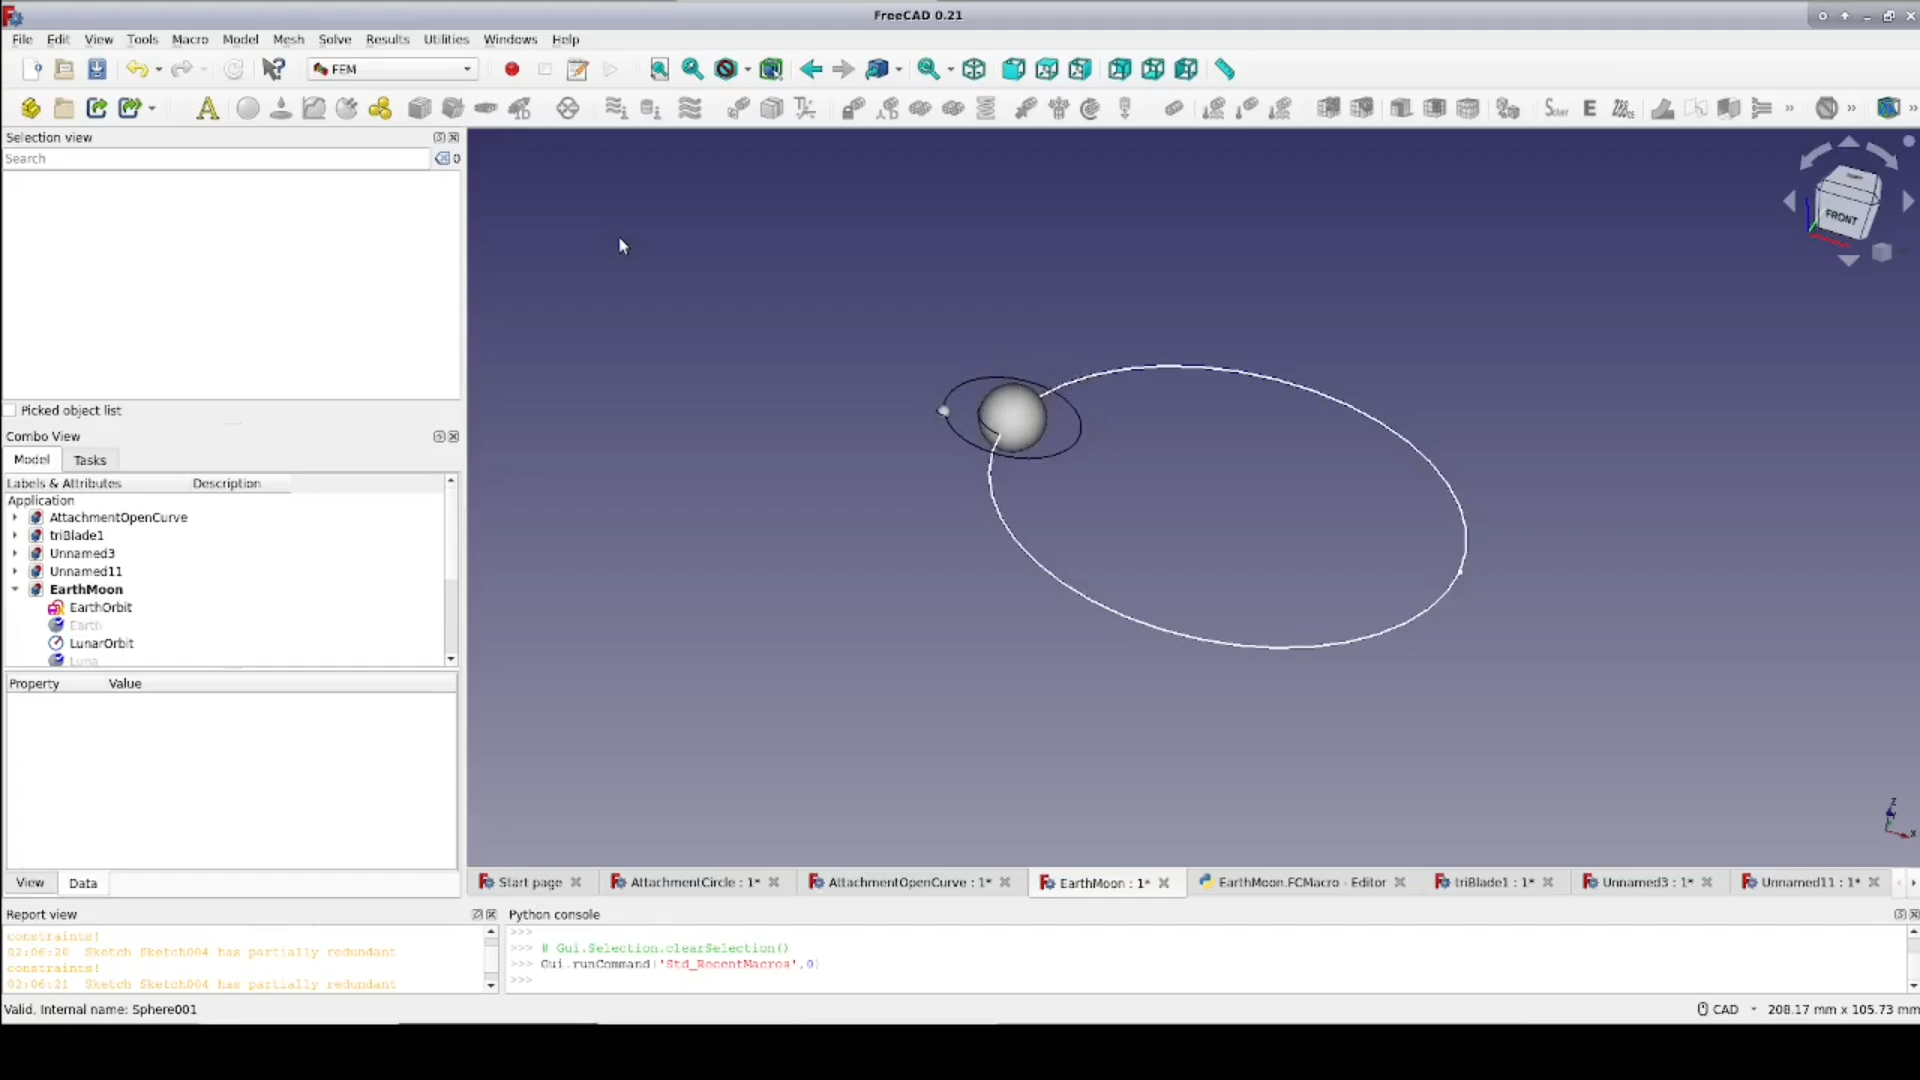 FreeCAD 0.21
File Edit View Tools Macro Model Mesh Solve Results Utilities Windows Help
FEM
Selection view
Search
0
Picked object list
Combo View
Model Tasks
Labels & Attributes Description
Application
AttachmentOpenCurve
triBlade1
Unnamed3
Unnamed11
EarthMoon
EarthOrbit
Earth
LunarOrbit
Luna
Property Value
View Data
FRONT
Z
X
Start page AttachmentCircle : 1* AttachmentOpenCurve : 1* EarthMoon : 1* EarthMoon.FCMacro - Editor triBlade1 : 1* Unnamed3 : 1* Unnamed11 : 1*
Report view
constraints!
02:06:20 Sketch Sketch004 has partially redundant
constraints!
02:06:21 Sketch Sketch004 has partially redundant
Python console
>>>
>>> # Gui.Selection.clearSelection()
>>> Gui.runCommand('Std_RecentMacros',0)
>>>
Valid, Internal name: Sphere001
CAD 208.17 mm x 105.73 mm